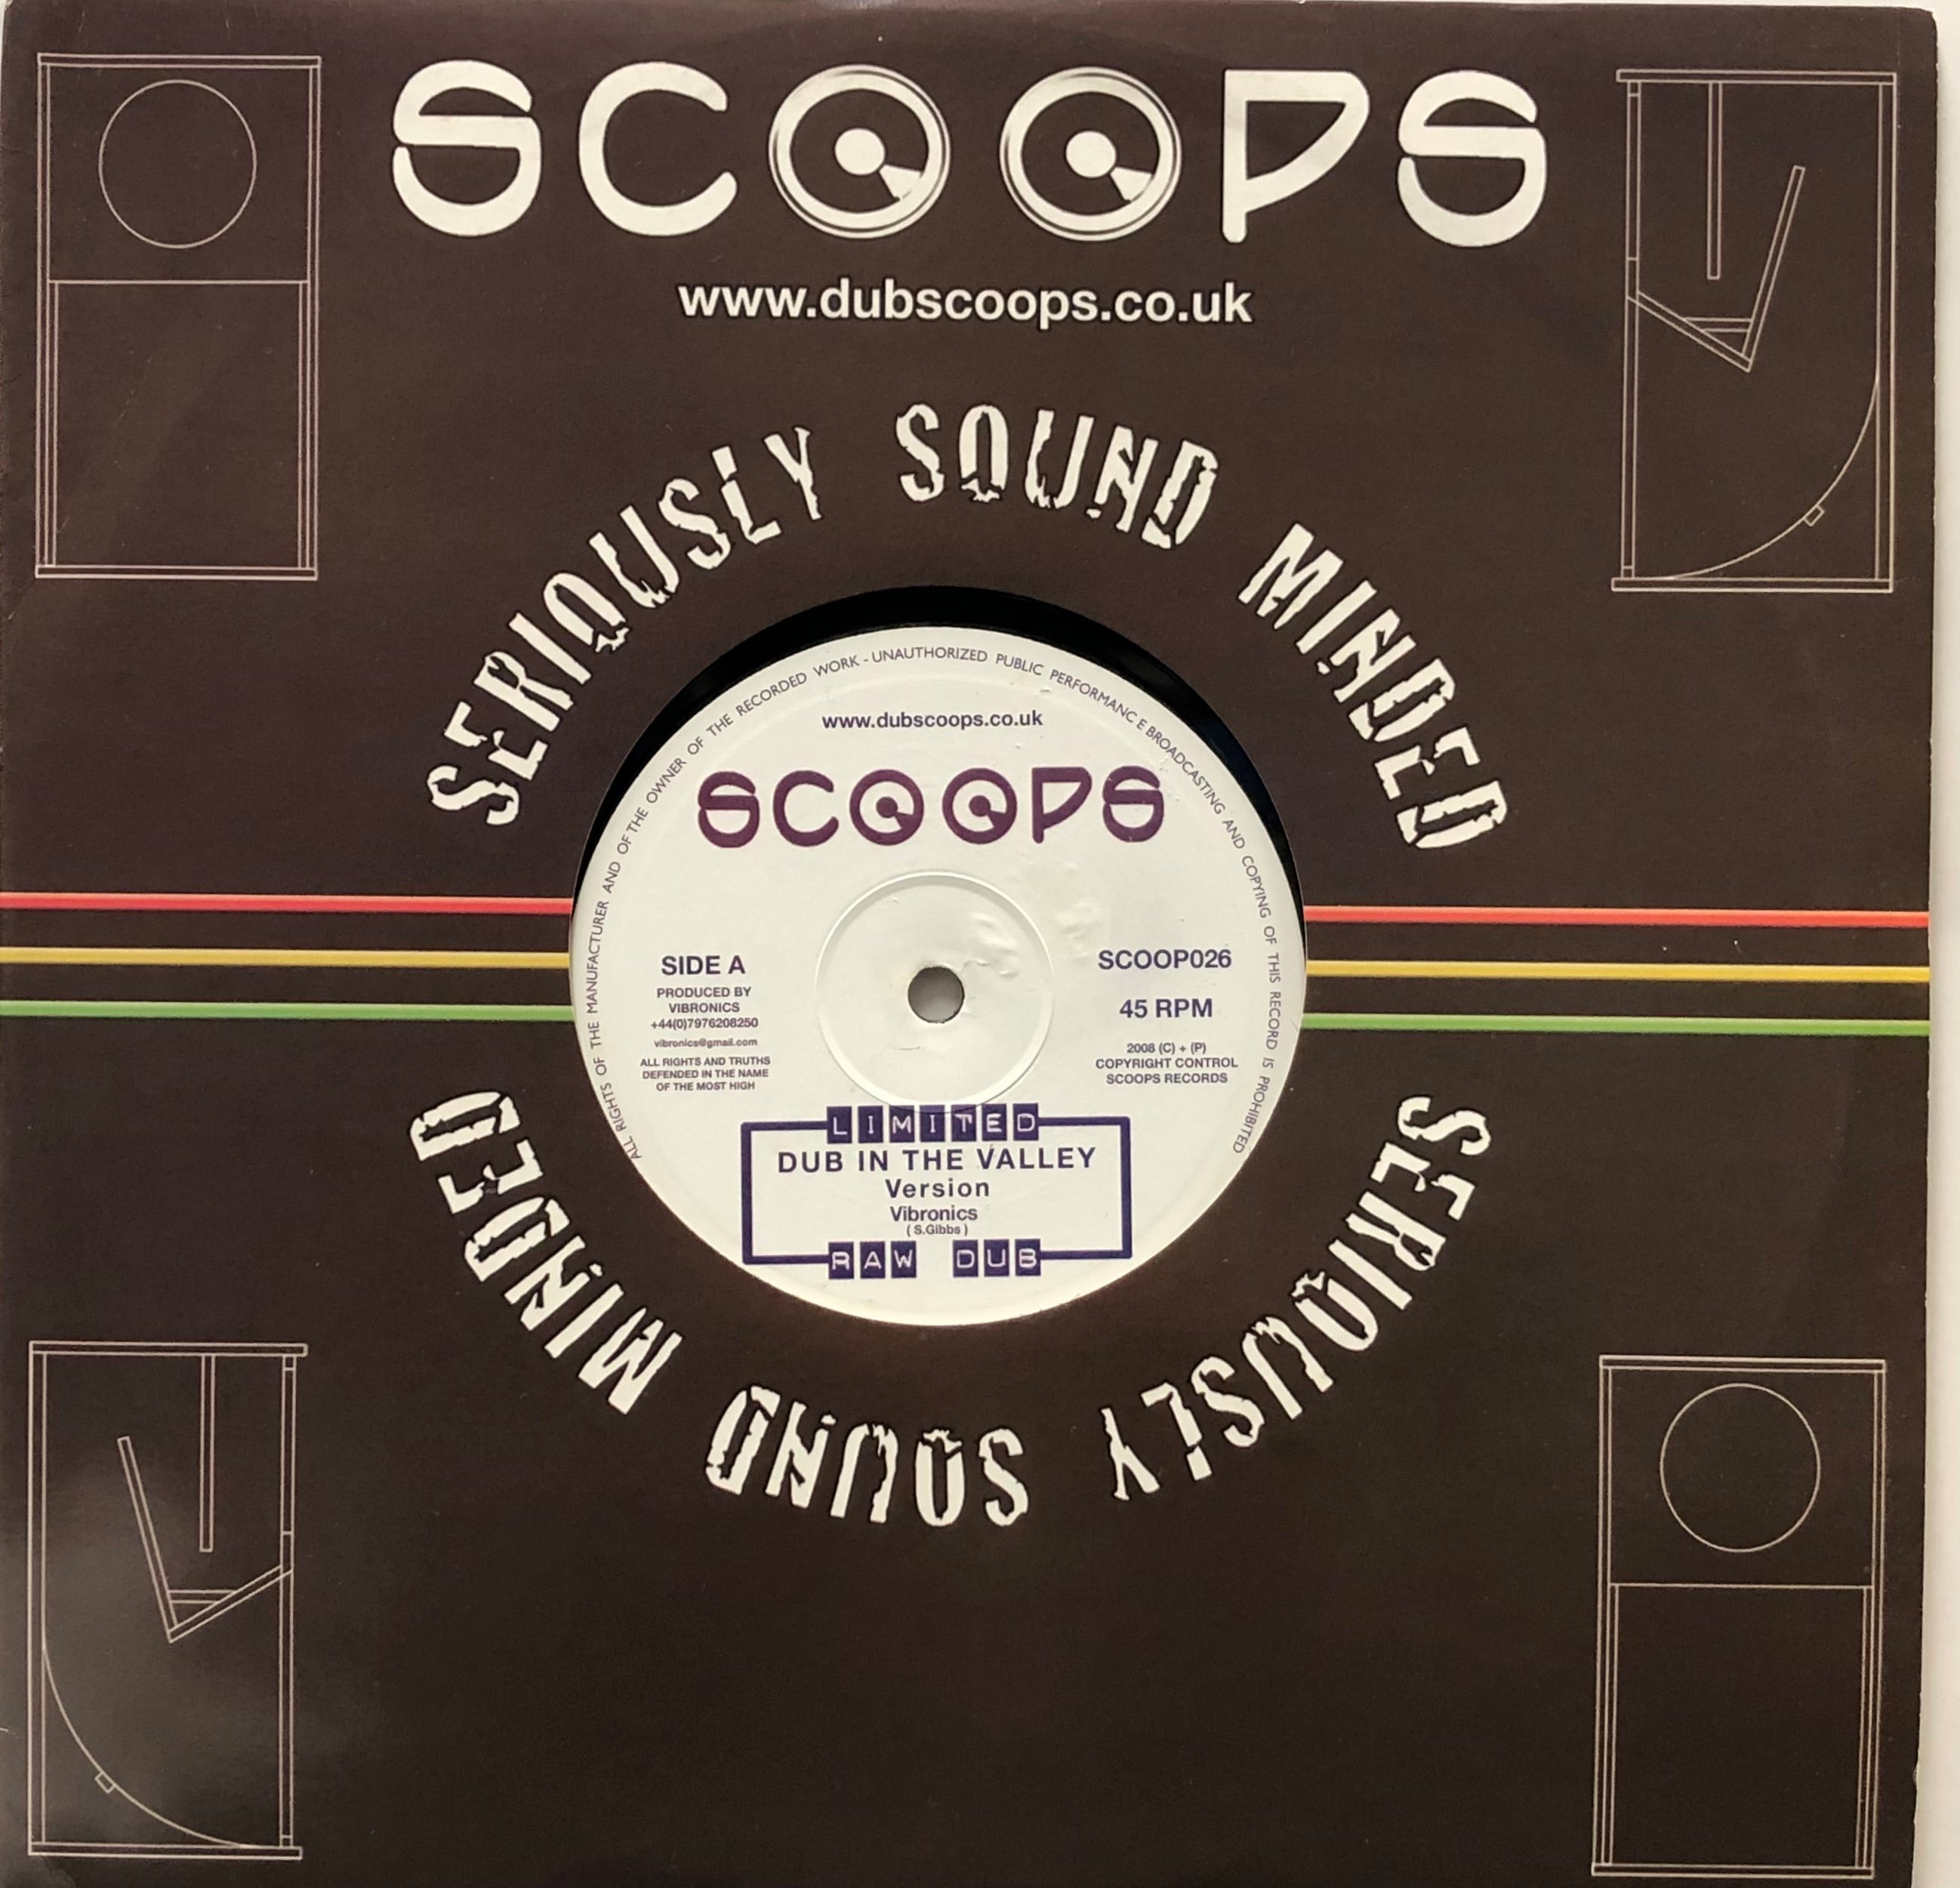 SCOOPS
www.dubscoops.co.uk
SERIOUSLY SOUND MINDED
ALL RIGHTS OF THE MANUFACTURER AND OF THE OWNER OF THE RECORDED WORK - UNAUTHORIZED PUBLIC PERFORMANC E BROADCASTING AND COPYING OF THIS RECORD IS PROHIBITED
www.dubscoops.co.uk
SCOOPS
SIDE A
PRODUCED BY
VIBRONICS
+44(0)7976208250
vibronics@gmail.com
ALL RIGHTS AND TRUTHS
DEFENDED IN THE NAME
OF THE MOST HIGH
SCOOP026
45 RPM
2008 (C) + (P)
COPYRIGHT CONTROL
SCOOPS RECORDS
LIMITED
DUB IN THE VALLEY
Version
Vibronics
( S.Gibbs )
RAW DUB
SERIOUSLY SOUND MINDED